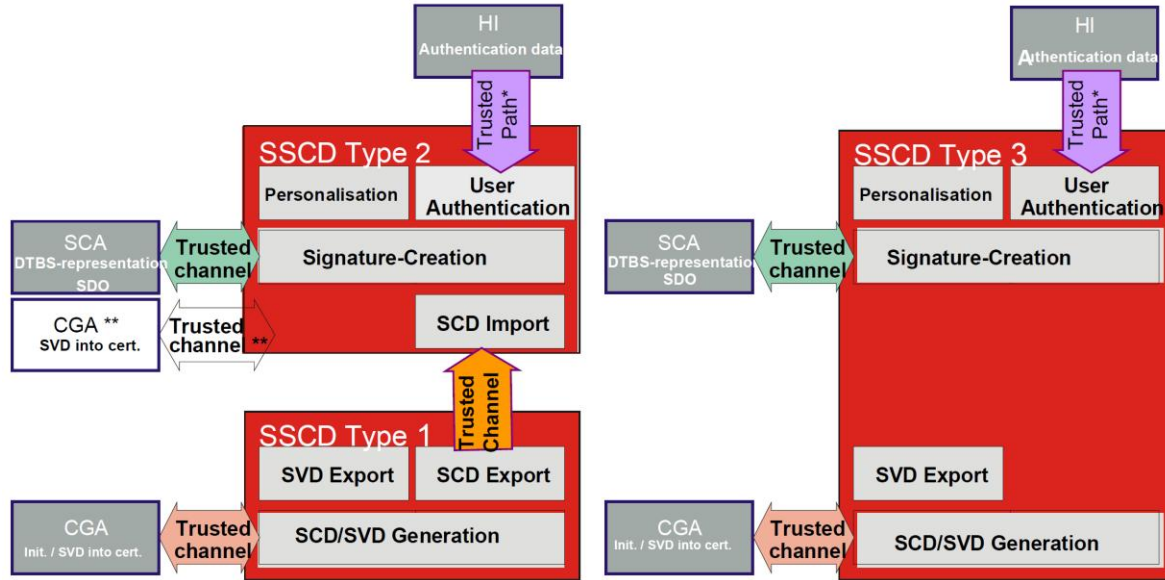 HI
Authentication data
Trusted
Path*
SSCD Type 2
Personalisation
User
Authentication
SCA
DTBS-representation
SDO
Trusted
channel
Signature-Creation
CGA **
SVD into cert.
Trusted
channel **
SCD Import
Trusted
Channel
SSCD Type 1
SVD Export
SCD Export
CGA
Init. / SVD into cert.
Trusted
channel
SCD/SVD Generation
HI
Authentication data
Trusted
Path*
SSCD Type 3
Personalisation
User
Authentication
SCA
DTBS-representation
SDO
Trusted
channel
Signature-Creation
SVD Export
CGA
Init. / SVD into cert.
Trusted
channel
SCD/SVD Generation